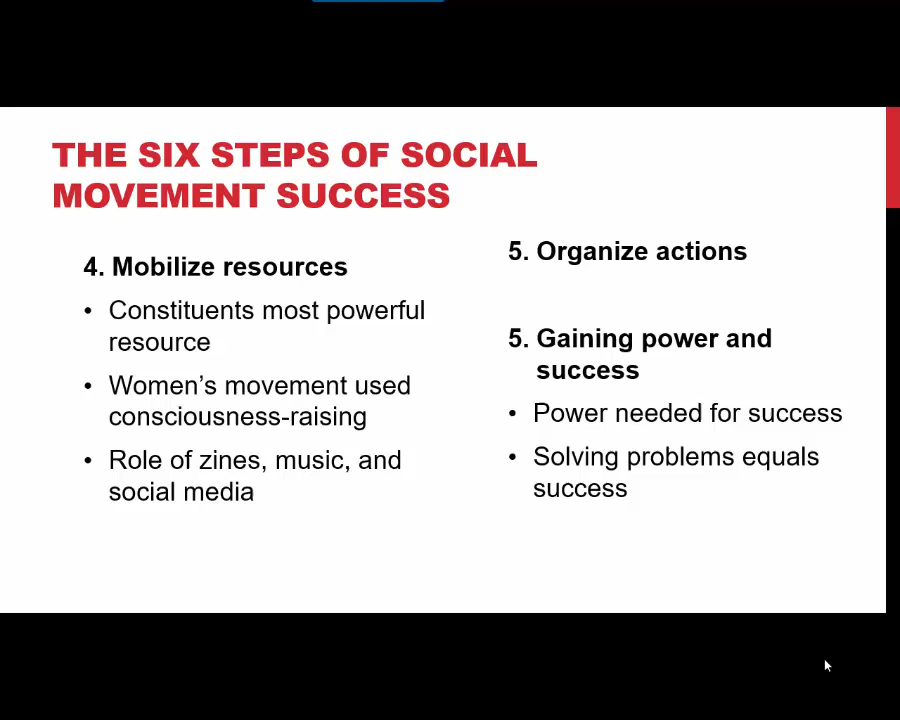 THE SIX STEPS OF SOCIAL
MOVEMENT SUCCESS
4. Mobilize resources
• Constituents most powerful
resource
• Women’s movement used
consciousness-raising
• Role of zines, music, and
social media
5. Organize actions
5. Gaining power and
success
• Power needed for success
• Solving problems equals
success